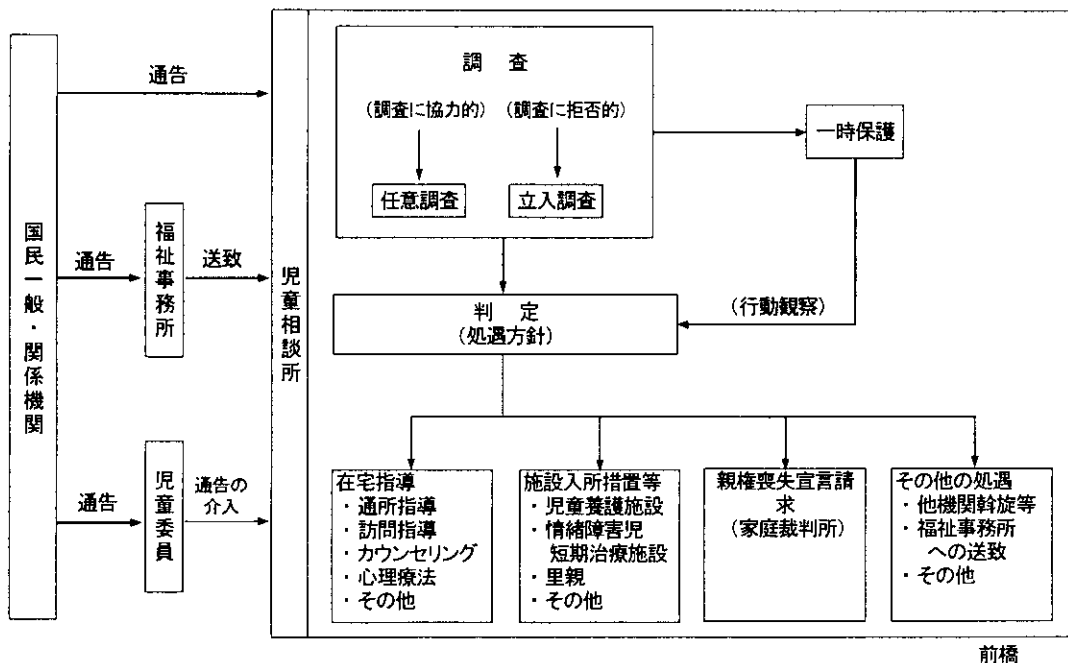 国民一般・関係機関
通告
通告
福祉事務所
送致
通告
児童委員
通告の
介入
児童相談所
調 査
(調査に協力的)
(調査に拒否的)
任意調査
立入調査
一時保護
判 定
(処遇方針)
(行動観察)
在宅指導
・通所指導
・訪問指導
・カウンセリング
・心理療法
・その他
施設入所措置等
・児童養護施設
・情緒障害児
短期治療施設
・里親
・その他
親権喪失宣言請
求
(家庭裁判所)
その他の処遇
・他機関斡旋等
・福祉事務所
への送致
・その他
前橋